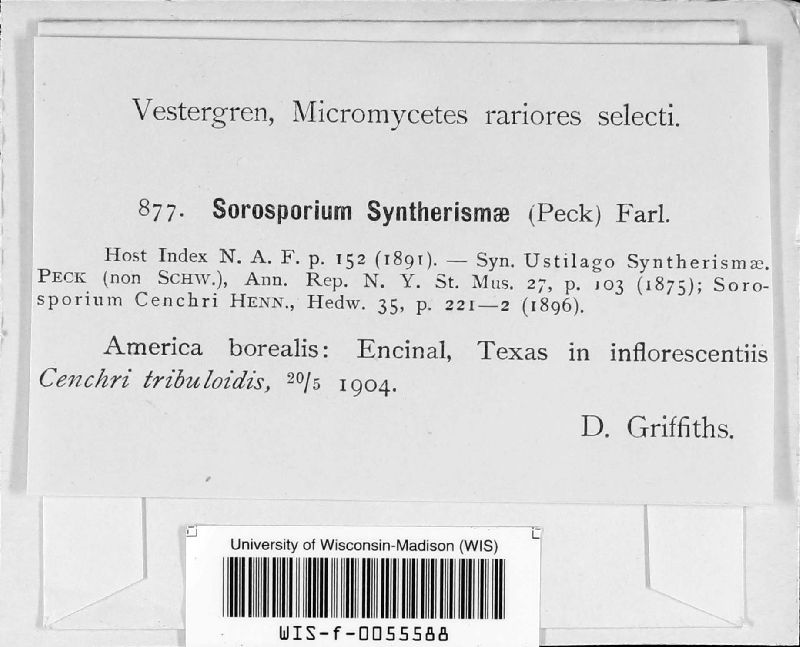 Vestergren, Micromycetes rariores selecti.
877. Sorosporium Syntherismæ (Peck) Farl.
Host Index N. A. F. p. 152 (1891). — Syn. Ustilago Syntherismæ.
PECK (non SCHW.), Ann. Rep. N. Y. St. Mus. 27, p. 103 (1875); Soro-
sporium Cenchri HENN., Hedw. 35, p. 221—2 (1896).
America borealis: Encinal, Texas in inflorescentiis
Cenchri tribuloidis, 20/5 1904.
D. Griffiths.
University of Wisconsin-Madison (WIS)
WIS-f-0055588